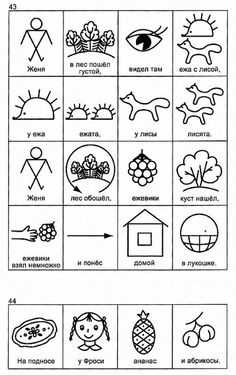 43
Женя
в лес пошёл
густой,
видел там
ежа с лисой,
у ежа
ежата,
у лисы
лисята.
Женя
лес обошёл,
ежевики
куст нашёл,
ежевики
взял немножко
и понёс
домой
в лукошке.
44
На подносе
у Фроси
ананас
и абрикосы.